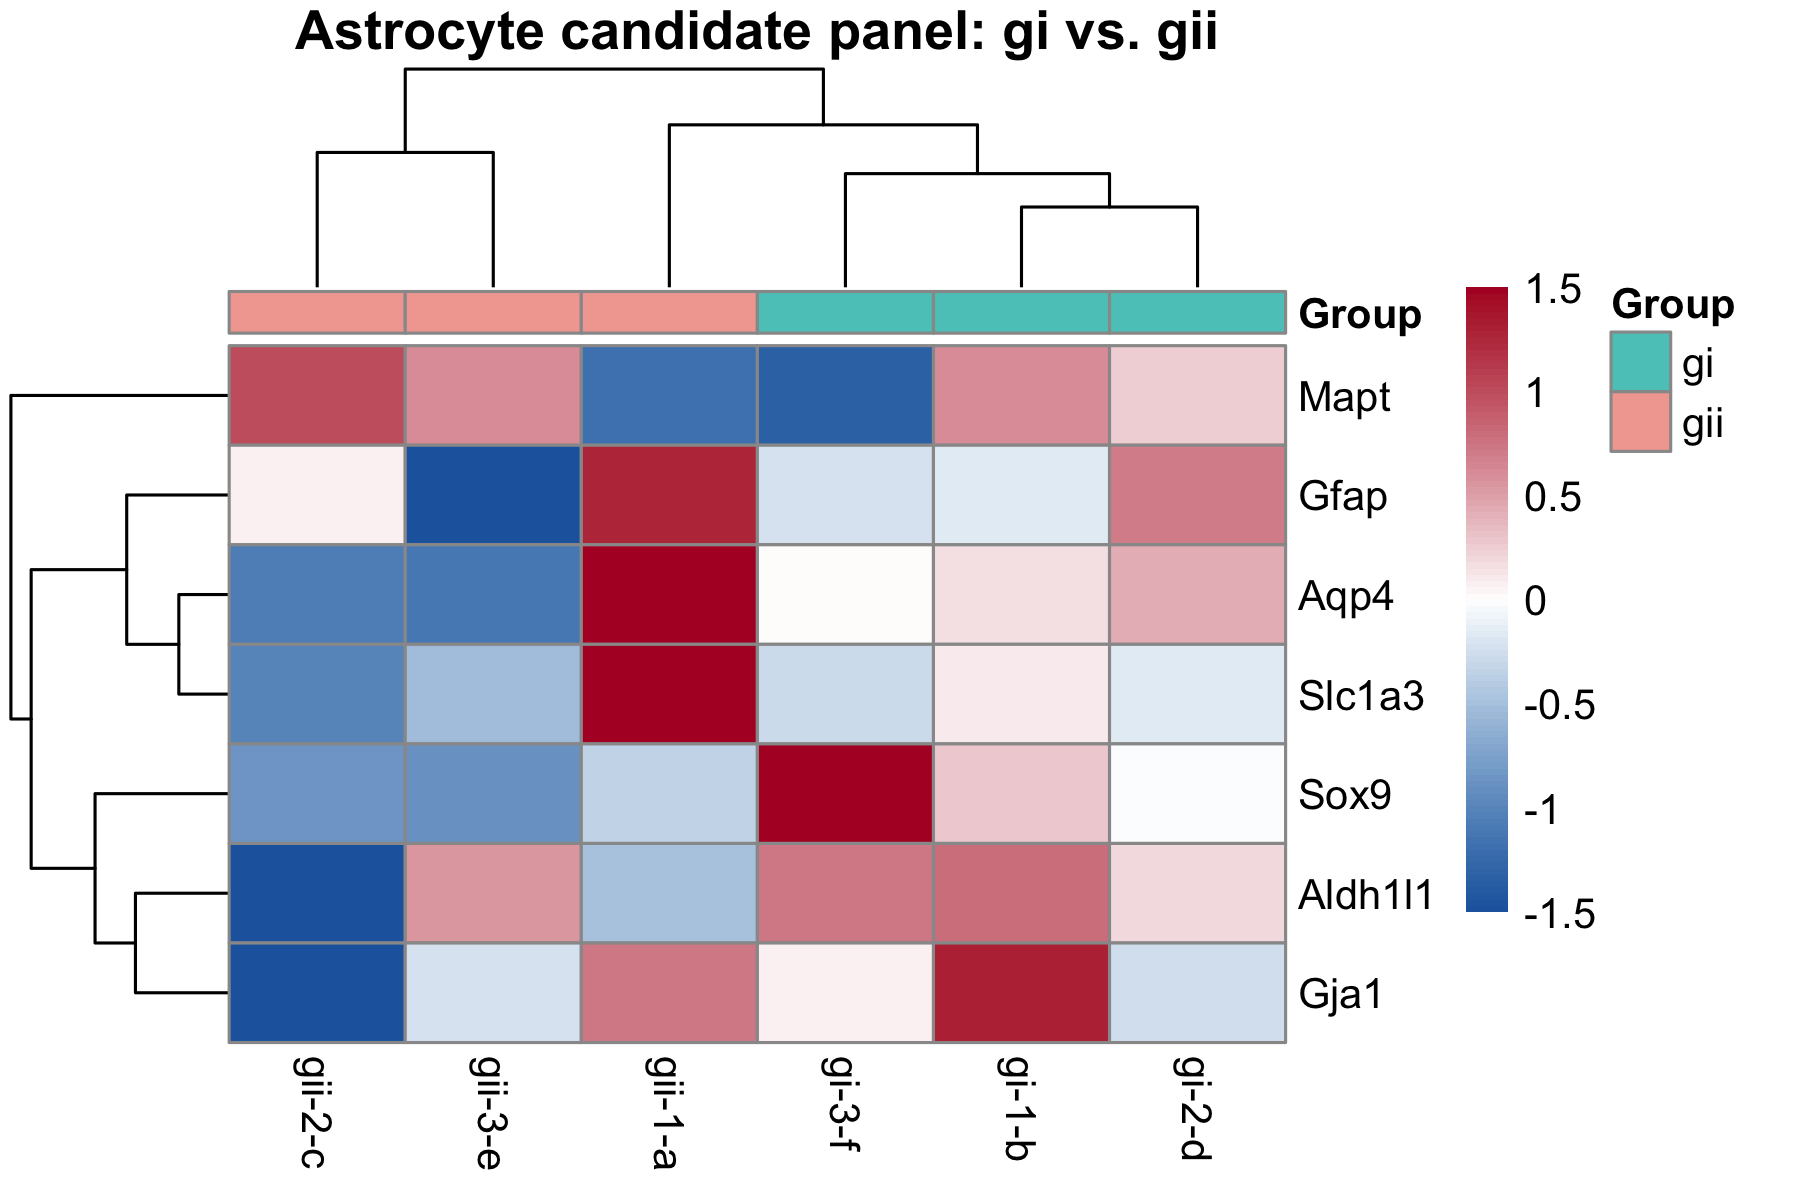 Astrocyte candidate panel: gi vs. gii
Group
Mapt
Gfap
Aqp4
Slc1a3
Sox9
Aldh1l1
Gja1
gii-2-c
gii-3-e
gii-1-a
gi-3-f
gi-1-b
gi-2-d
1.5
1
0.5
0
-0.5
-1
-1.5
Group
gi
gii